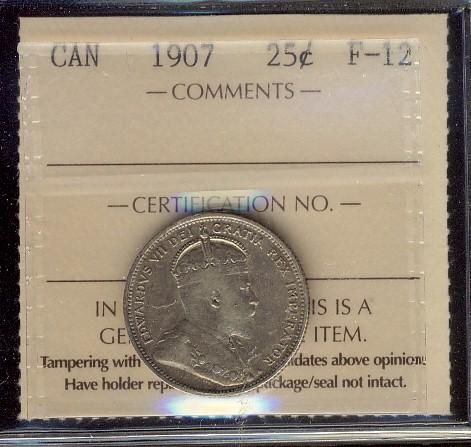 CAN 1907 25¢ F-12
— COMMENTS —
— CERTIFICATION NO. —
EDWARDVS VII DEI GRATIA REX IMPERATOR
IN IS IS A
GE ITEM.
Tampering with dates above opinion
Have holder rep ckage/seal not intact.